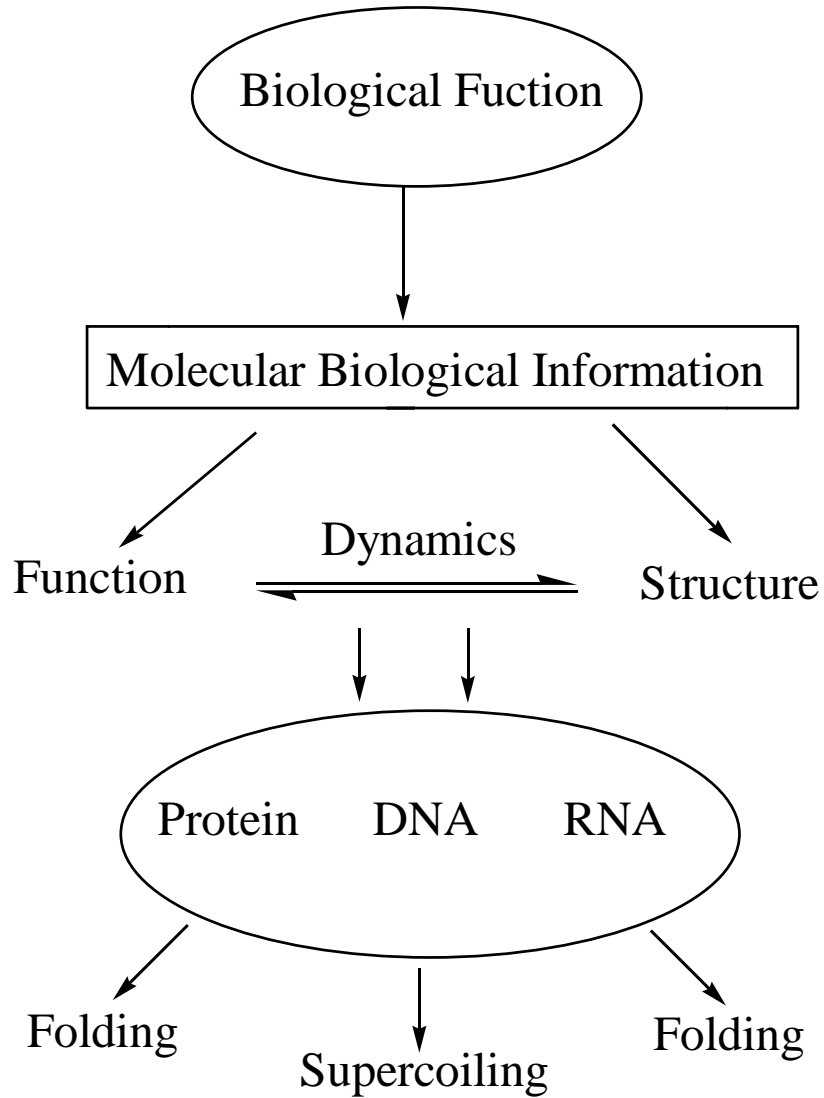 Biological Fuction
Molecular Biological Information
Dynamics
Function
Structure
Protein DNA RNA
Folding
Supercoiling
Folding